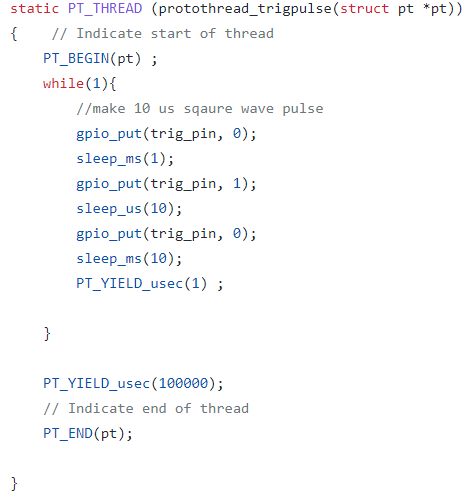 static PT_THREAD (protothread_trigpulse(struct pt *pt))
{    // Indicate start of thread
    PT_BEGIN(pt) ;
    while(1){
        //make 10 us sqaure wave pulse
        gpio_put(trig_pin, 0);
        sleep_ms(1);
        gpio_put(trig_pin, 1);
        sleep_us(10);
        gpio_put(trig_pin, 0);
        sleep_ms(10);
        PT_YIELD_usec(1) ;
    }
    PT_YIELD_usec(100000);
    // Indicate end of thread
    PT_END(pt);
}